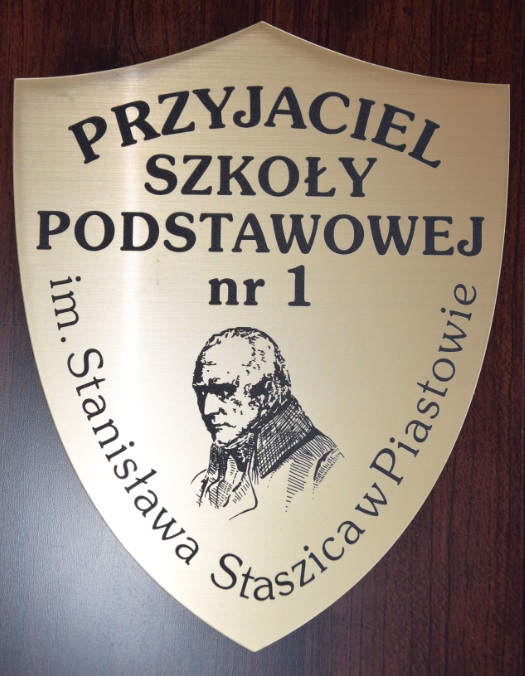 PRZYJACIEL
SZKOŁY
PODSTAWOWEJ
nr 1
im. Stanisława Staszica w Piastowie